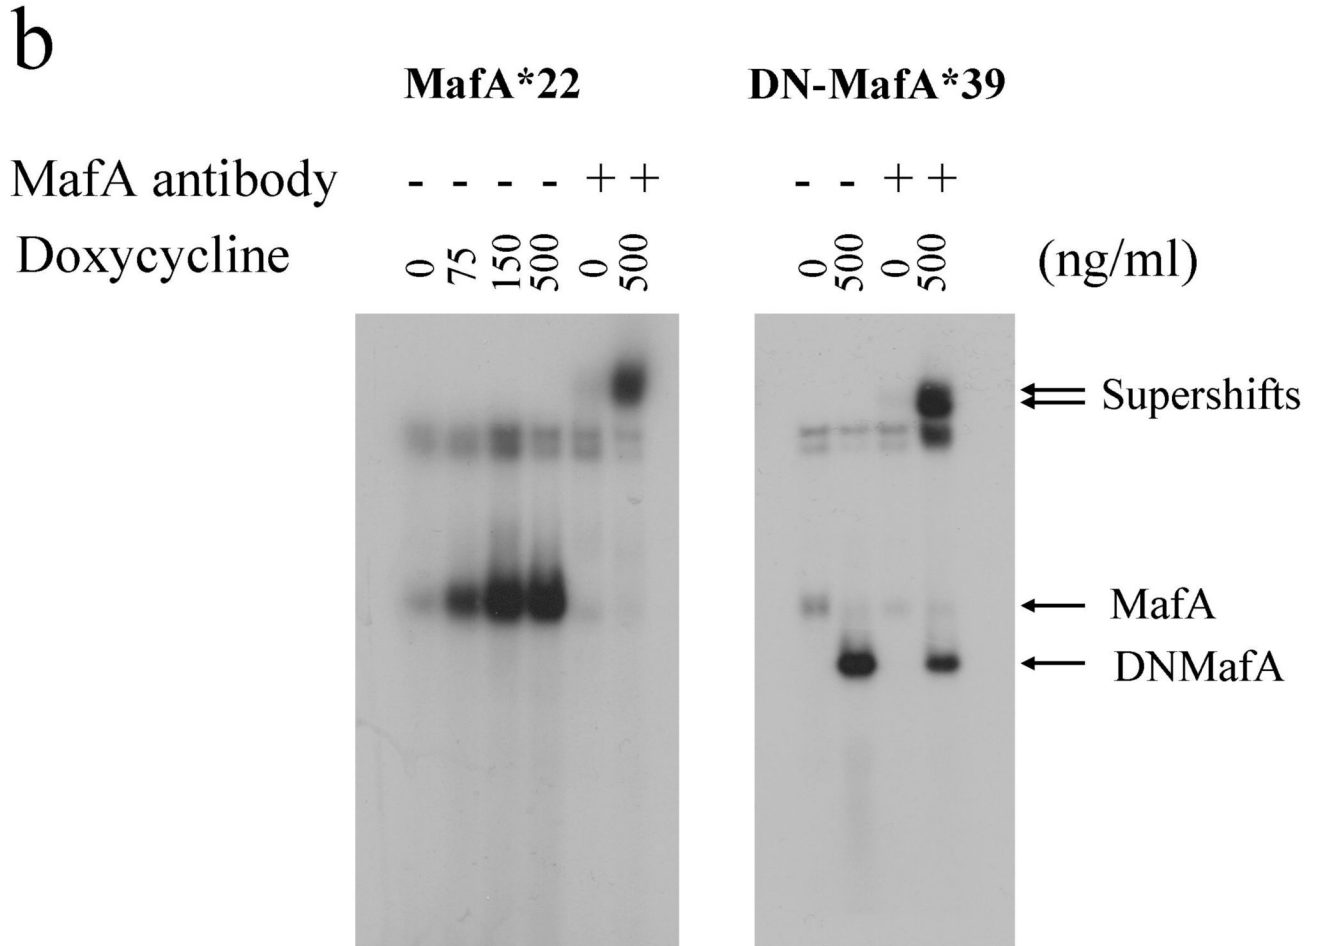 b
MafA*22 DN-MafA*39
MafA antibody - - - - + + - - + +
Doxycycline 0 75 150 500 0 500 0 500 0 500 (ng/ml)
Supershifts
MafA
DNMafA